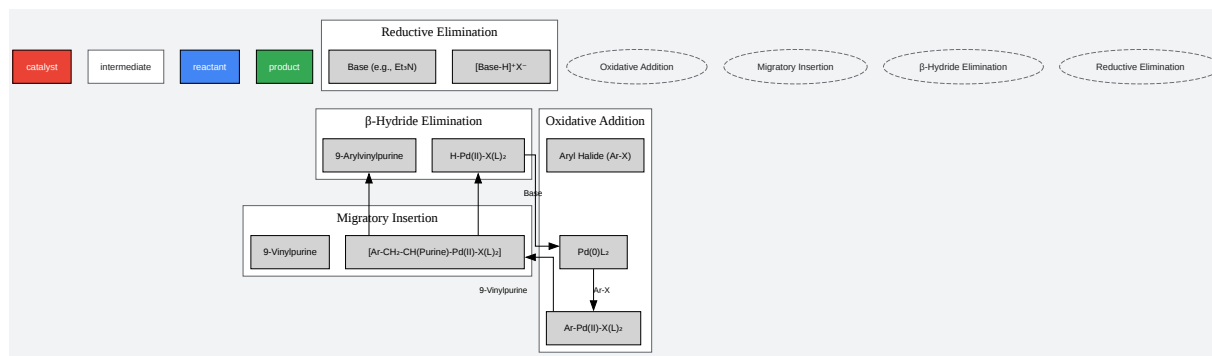 Reductive Elimination
catalyst
intermediate
reactant
product
Base (e.g., Et₃N)
[Base-H]⁺X⁻
Oxidative Addition
Migratory Insertion
β-Hydride Elimination
Reductive Elimination
β-Hydride Elimination
Oxidative Addition
9-Arylvinylpurine
H-Pd(II)-X(L)₂
Aryl Halide (Ar-X)
Base
Migratory Insertion
9-Vinylpurine
[Ar-CH₂-CH(Purine)-Pd(II)-X(L)₂]
Pd(0)L₂
9-Vinylpurine
Ar-X
Ar-Pd(II)-X(L)₂